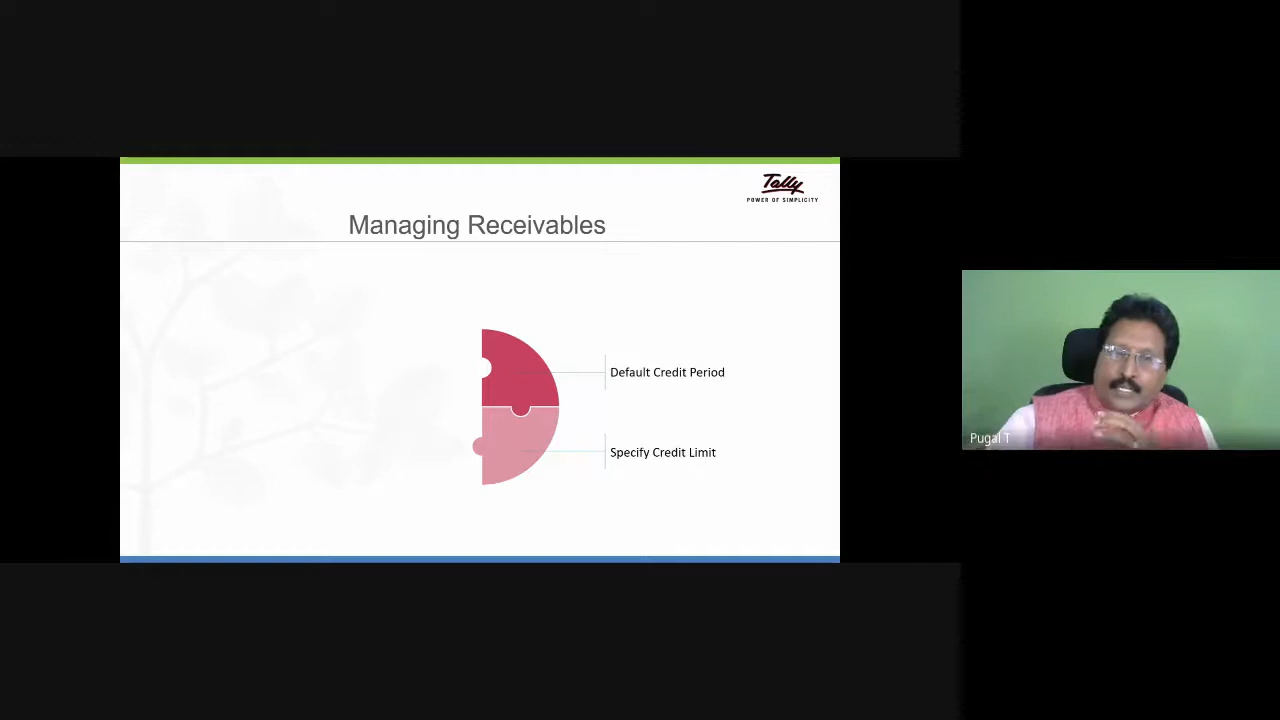 Tally
POWER OF SIMPLICITY
Managing Receivables
Default Credit Period
Specify Credit Limit
Pugal T